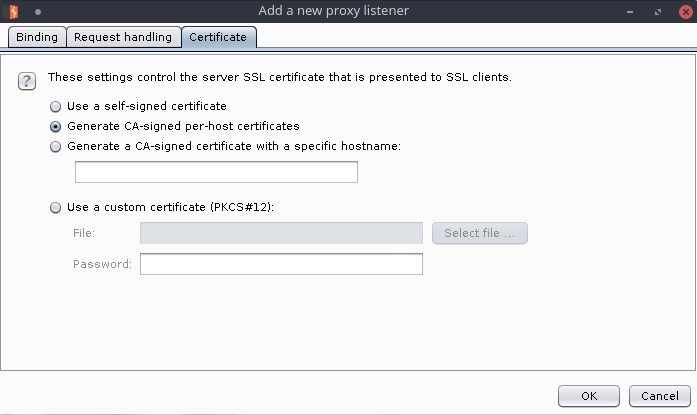 Add a new proxy listener
Binding Request handling Certificate
? These settings control the server SSL certificate that is presented to SSL clients.
Use a self-signed certificate
Generate CA-signed per-host certificates
Generate a CA-signed certificate with a specific hostname:
Use a custom certificate (PKCS#12):
File: Select file ...
Password:
OK Cancel